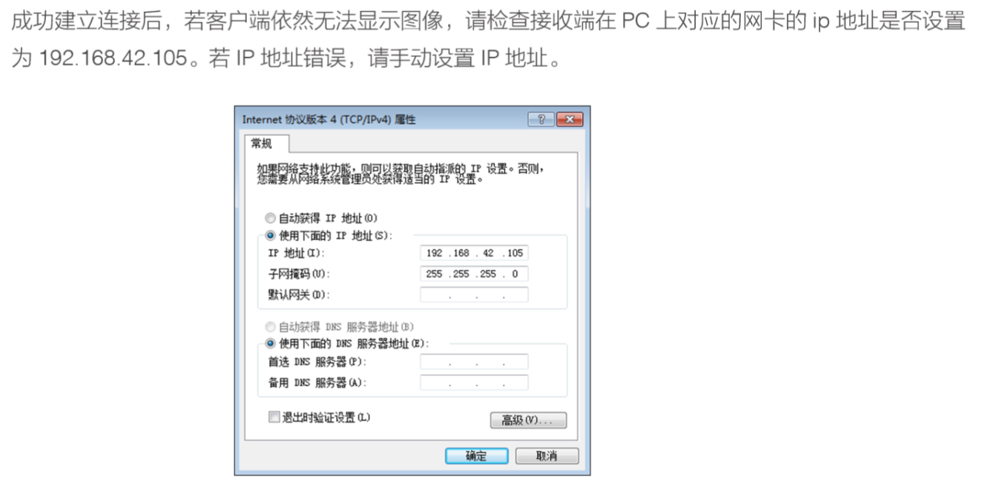 成功建立连接后，若客户端依然无法显示图像，请检查接收端在 PC 上对应的网卡的 ip 地址是否设置
为 192.168.42.105。若 IP 地址错误，请手动设置 IP 地址。
Internet 协议版本 4 (TCP/IPv4) 属性
常规
如果网络支持此功能，则可以获取自动指派的 IP 设置。否则，
您需要从网络系统管理员处获得适当的 IP 设置。
自动获得 IP 地址(O)
使用下面的 IP 地址(S):
IP 地址(I): 192 .168 . 42 .105
子网掩码(U): 255 .255 .255 . 0
默认网关(D): . . .
自动获得 DNS 服务器地址(B)
使用下面的 DNS 服务器地址(E):
首选 DNS 服务器(P): . . .
备用 DNS 服务器(A): . . .
退出时验证设置(L)
高级(V)...
确定 取消